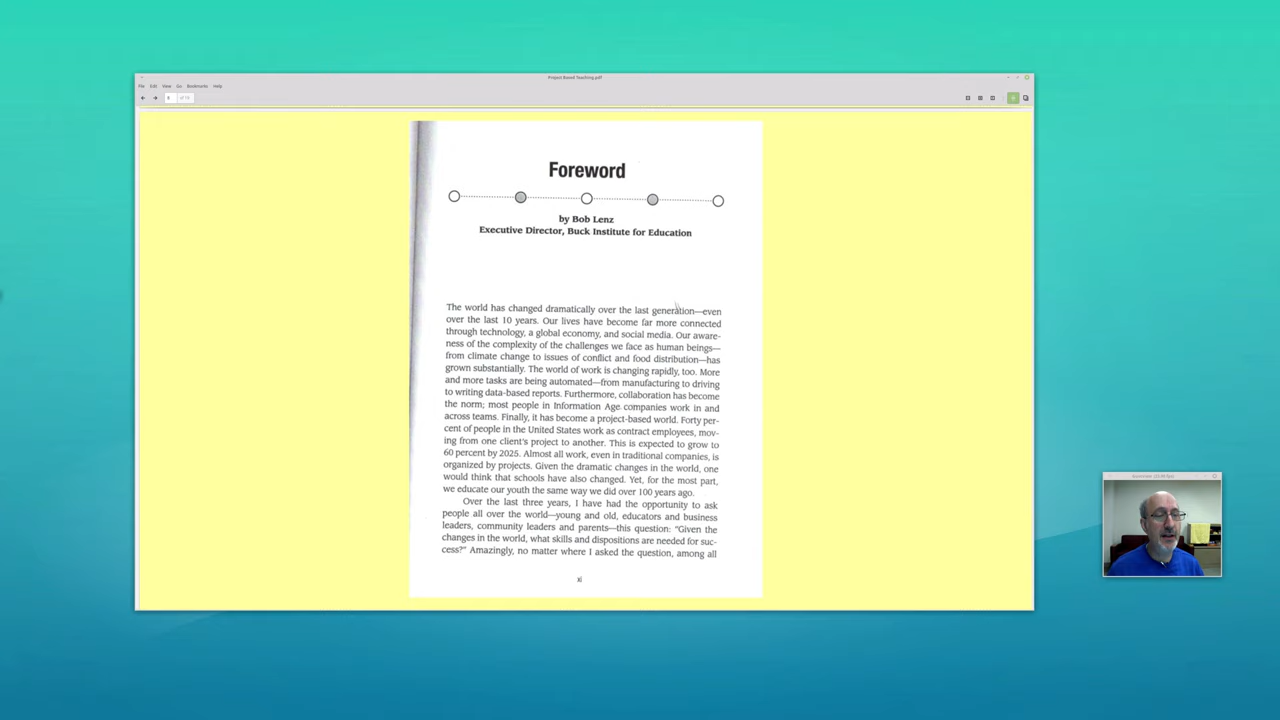 Project Based Teaching.pdf
File Edit View Go Bookmarks Help
of 14
Foreword
by Bob Lenz
Executive Director, Buck Institute for Education
The world has changed dramatically over the last generation—even
over the last 10 years. Our lives have become far more connected
through technology, a global economy, and social media. Our aware-
ness of the complexity of the challenges we face as human beings—
from climate change to issues of conflict and food distribution—has
grown substantially. The world of work is changing rapidly, too. More
and more tasks are being automated—from manufacturing to driving
to writing data-based reports. Furthermore, collaboration has become
the norm; most people in Information Age companies work in and
across teams. Finally, it has become a project-based world. Forty per-
cent of people in the United States work as contract employees, mov-
ing from one client's project to another. This is expected to grow to
60 percent by 2025. Almost all work, even in traditional companies, is
organized by projects. Given the dramatic changes in the world, one
would think that schools have also changed. Yet, for the most part,
we educate our youth the same way we did over 100 years ago.
Over the last three years, I have had the opportunity to ask
people all over the world—young and old, educators and business
leaders, community leaders and parents—this question: "Given the
changes in the world, what skills and dispositions are needed for suc-
cess?" Amazingly, no matter where I asked the question, among all
xi